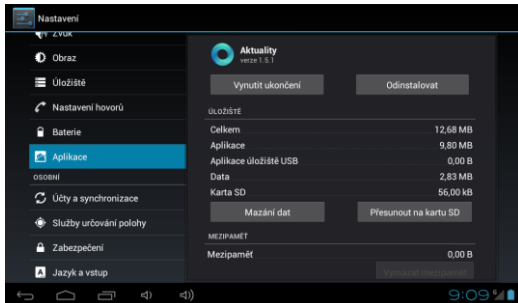 Nastavení
Zvuk
Obraz
Úložiště
Nastavení hovorů
Baterie
Aplikace
OSOBNÍ
Účty a synchronizace
Služby určování polohy
Zabezpečení
Jazyk a vstup
Aktuality
verze 1.5.1
Vynutit ukončení
Odinstalovat
ÚLOŽIŠTĚ
Celkem 12,68 MB
Aplikace 9,80 MB
Aplikace úložiště USB 0,00 B
Data 2,83 MB
Karta SD 56,00 kB
Mazání dat
Přesunout na kartu SD
MEZIPAMĚŤ
Mezipaměť 0,00 B
Vymazat mezipaměť
9:09